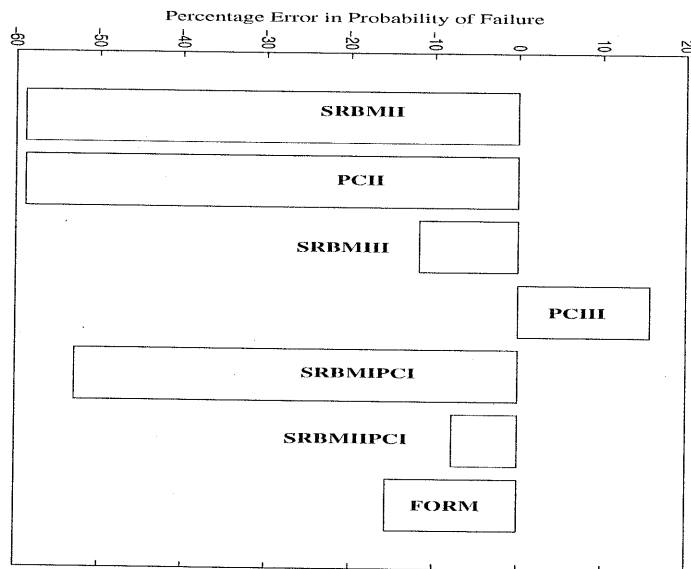 Percentage Error in Probability of Failure
-60 -50 -40 -30 -20 -10 0 10 20
SRBMII
PCII
SRBMIII
PCIII
SRBMIPCI
SRBMIIPCI
FORM